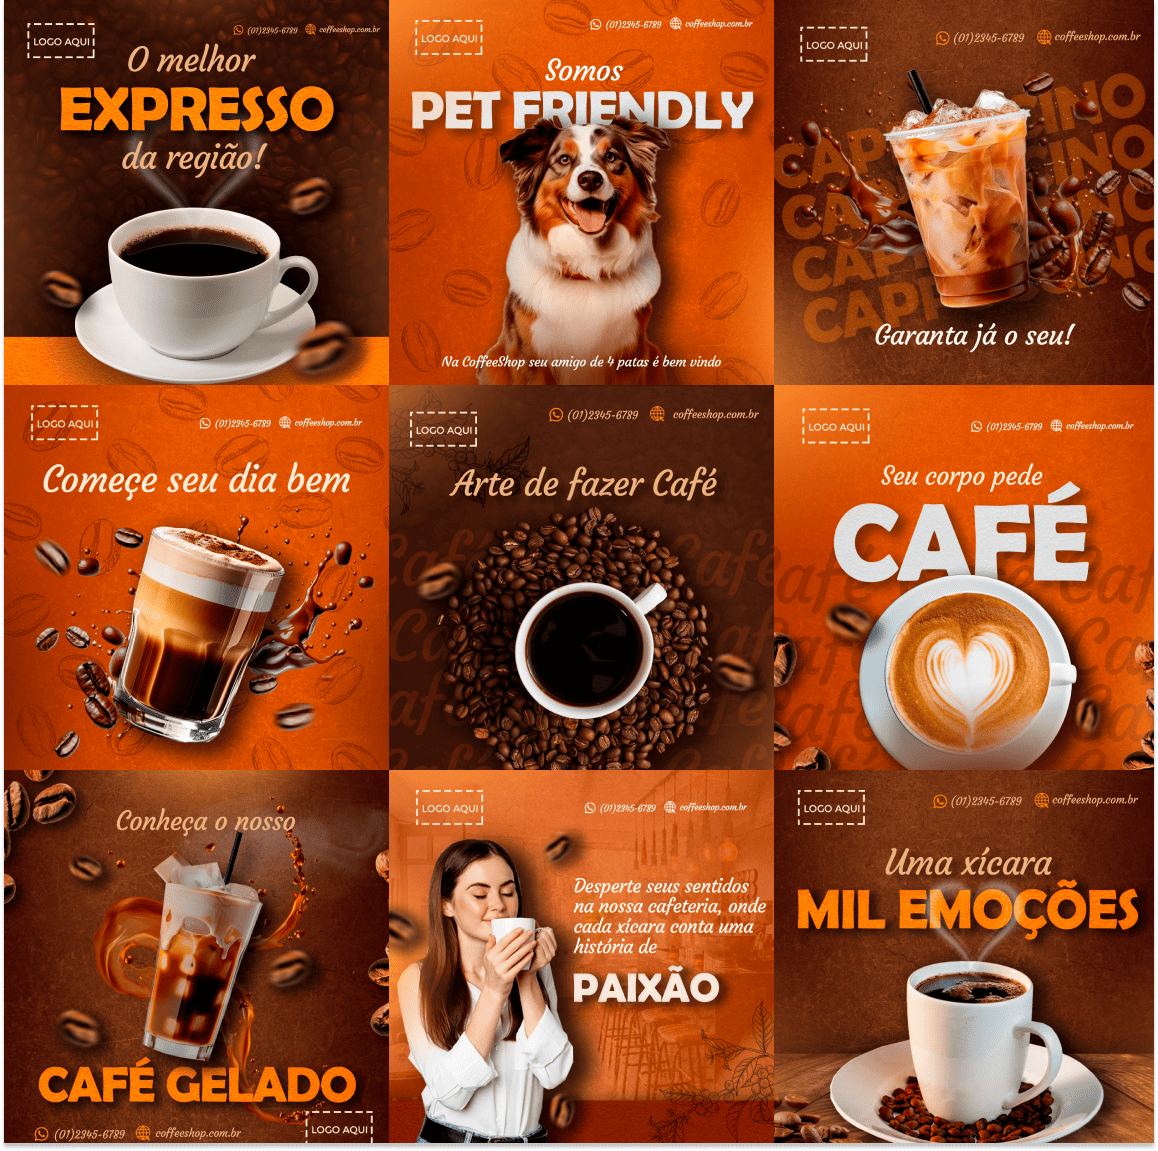 LOGO AQUI
(01)2345-6789 coffeeshop.com.br
O melhor
EXPRESSO
da região!
LOGO AQUI
(01)2345-6789 coffeeshop.com.br
Somos
PET FRIENDLY
Na CoffeeShop seu amigo de 4 patas é bem vindo
LOGO AQUI
(01)2345-6789 coffeeshop.com.br
Garanta já o seu!
LOGO AQUI
(01)2345-6789 coffeeshop.com.br
Começe seu dia bem
LOGO AQUI
(01)2345-6789 coffeeshop.com.br
Arte de fazer Café
Café
LOGO AQUI
(01)2345-6789 coffeeshop.com.br
Seu corpo pede
CAFÉ
Conheça o nosso
CAFÉ GELADO
(01)2345-6789 coffeeshop.com.br
LOGO AQUI
LOGO AQUI
(01)2345-6789 coffeeshop.com.br
Desperte seus sentidos
na nossa cafeteria, onde
cada xícara conta uma
história de
PAIXÃO
LOGO AQUI
(01)2345-6789 coffeeshop.com.br
Uma xícara
MIL EMOÇÕES